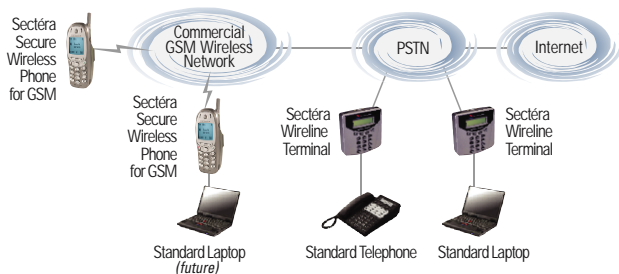 Sectéra
Secure
Wireless
Phone
for GSM
Commercial
GSM Wireless
Network
PSTN
Internet
Sectéra
Secure
Wireless
Phone
for GSM
Sectéra
Wireline
Terminal
Sectéra
Wireline
Terminal
Standard Laptop
(future)
Standard Telephone
Standard Laptop